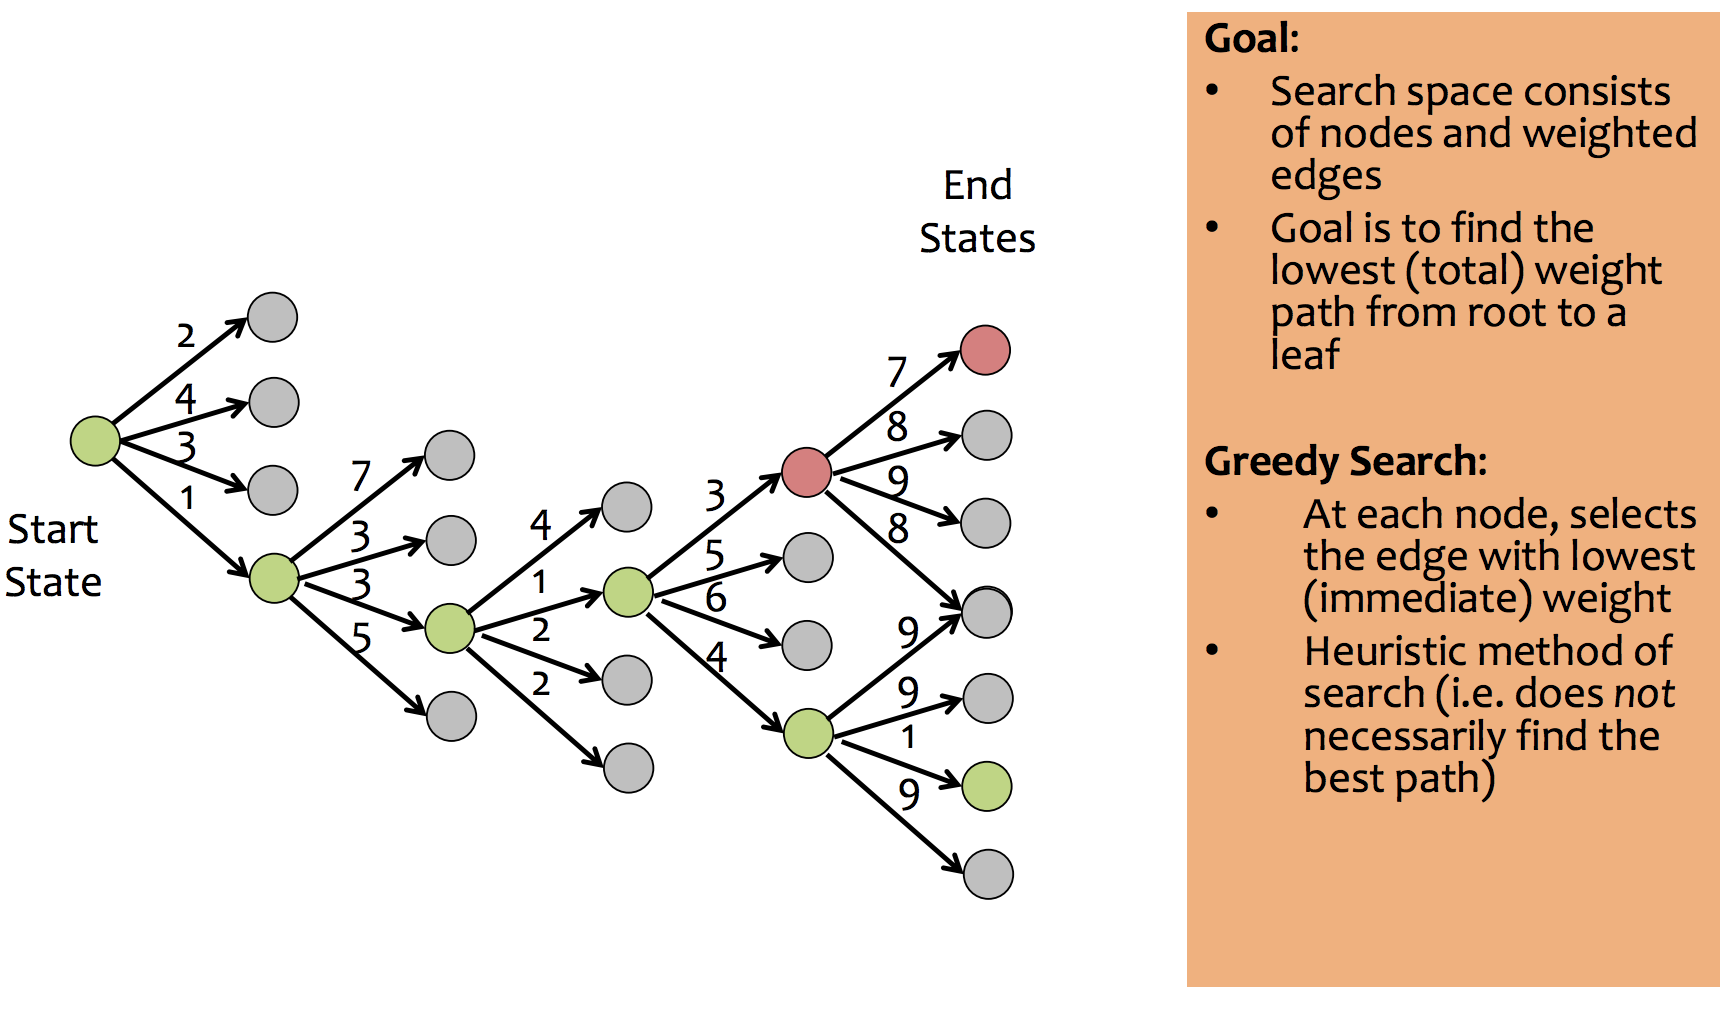 Start
State
2
4
3
1
7
3
3
5
4
1
2
2
3
5
6
4
7
8
9
8
9
9
1
9
End
States
Goal:
• Search space consists
of nodes and weighted
edges
• Goal is to find the
lowest (total) weight
path from root to a
leaf
Greedy Search:
• At each node, selects
the edge with lowest
(immediate) weight
• Heuristic method of
search (i.e. does not
necessarily find the
best path)